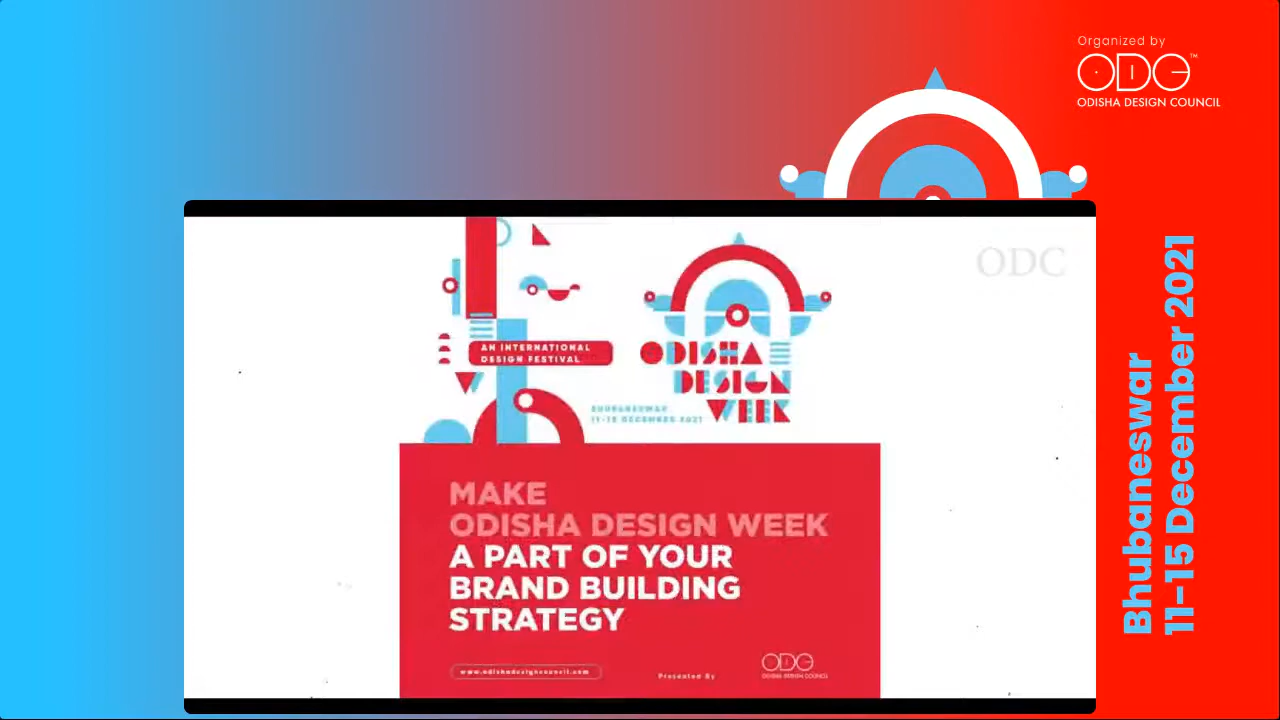 Organized by
ODC™
ODISHA DESIGN COUNCIL
ODC
AN INTERNATIONAL
DESIGN FESTIVAL
ODISHA
DESIGN
WEEK
BHUBANESWAR
11-15 DECEMBER 2021
MAKE
ODISHA DESIGN WEEK
A PART OF YOUR
BRAND BUILDING
STRATEGY
www.odishadesigncouncil.com
Presented By
ODC
ODISHA DESIGN COUNCIL
Bhubaneswar
11-15 December 2021